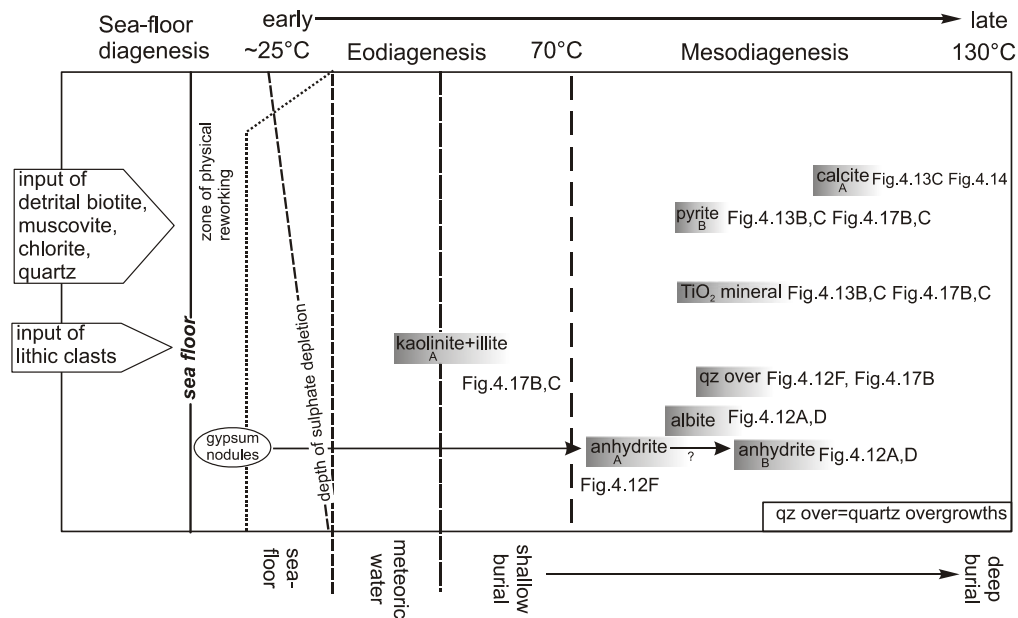 early
late
Sea-floor
diagenesis
~25°C
Eodiagenesis
70°C
Mesodiagenesis
130°C
input of
detrital biotite,
muscovite,
chlorite,
quartz
input of
lithic clasts
sea floor
zone of physical
reworking
depth of sulphate depletion
calcite
A
Fig.4.13C Fig.4.14
pyrite
B
Fig.4.13B,C Fig.4.17B,C
TiO₂ mineral Fig.4.13B,C Fig.4.17B,C
kaolinite+illite
A
Fig.4.17B,C
qz over Fig.4.12F, Fig.4.17B
albite Fig.4.12A,D
gypsum
nodules
anhydrite
A
?
anhydrite
B
Fig.4.12A,D
Fig.4.12F
qz over=quartz overgrowths
sea-
floor
meteoric
water
shallow
burial
deep
burial